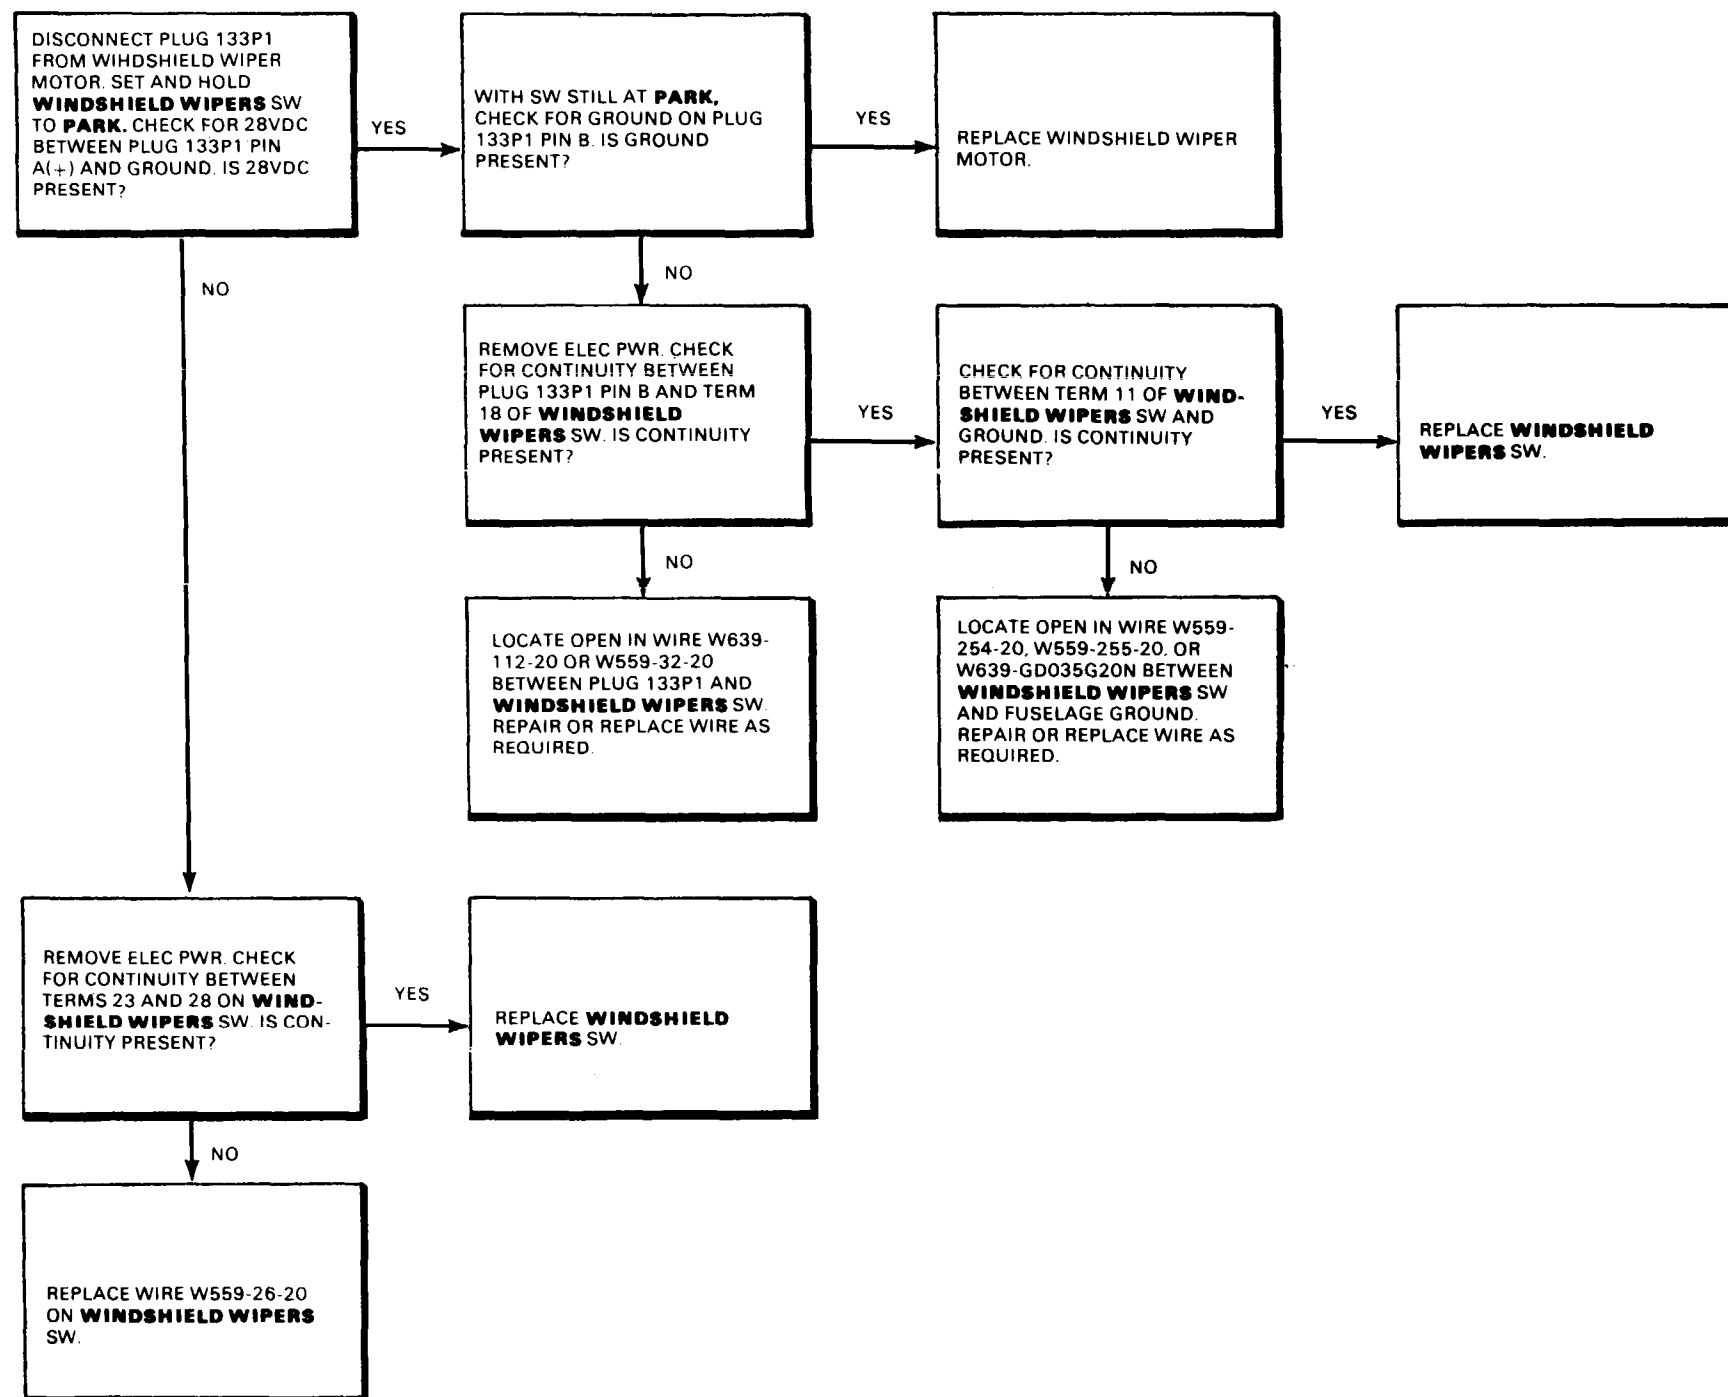 DISCONNECT PLUG 133P1
FROM WIHDSHIELD WIPER
MOTOR. SET AND HOLD
WINDSHIELD WIPERS SW
TO PARK. CHECK FOR 28VDC
BETWEEN PLUG 133P1 PIN
A(+) AND GROUND. IS 28VDC
PRESENT?
YES
WITH SW STILL AT PARK,
CHECK FOR GROUND ON PLUG
133P1 PIN B. IS GROUND
PRESENT?
YES
REPLACE WINDSHIELD WIPER
MOTOR.
NO
NO
REMOVE ELEC PWR. CHECK
FOR CONTINUITY BETWEEN
PLUG 133P1 PIN B AND TERM
18 OF WINDSHIELD
WIPERS SW. IS CONTINUITY
PRESENT?
YES
CHECK FOR CONTINUITY
BETWEEN TERM 11 OF WIND-
SHIELD WIPERS SW AND
GROUND. IS CONTINUITY
PRESENT?
YES
REPLACE WINDSHIELD
WIPERS SW.
NO
NO
LOCATE OPEN IN WIRE W639-
112-20 OR W559-32-20
BETWEEN PLUG 133P1 AND
WINDSHIELD WIPERS SW.
REPAIR OR REPLACE WIRE AS
REQUIRED.
LOCATE OPEN IN WIRE W559-
254-20, W559-255-20, OR
W639-GD035G20N BETWEEN
WINDSHIELD WIPERS SW
AND FUSELAGE GROUND.
REPAIR OR REPLACE WIRE AS
REQUIRED.
REMOVE ELEC PWR. CHECK
FOR CONTINUITY BETWEEN
TERMS 23 AND 28 ON WIND-
SHIELD WIPERS SW. IS CON-
TINUITY PRESENT?
YES
REPLACE WINDSHIELD
WIPERS SW.
NO
REPLACE WIRE W559-26-20
ON WINDSHIELD WIPERS
SW.